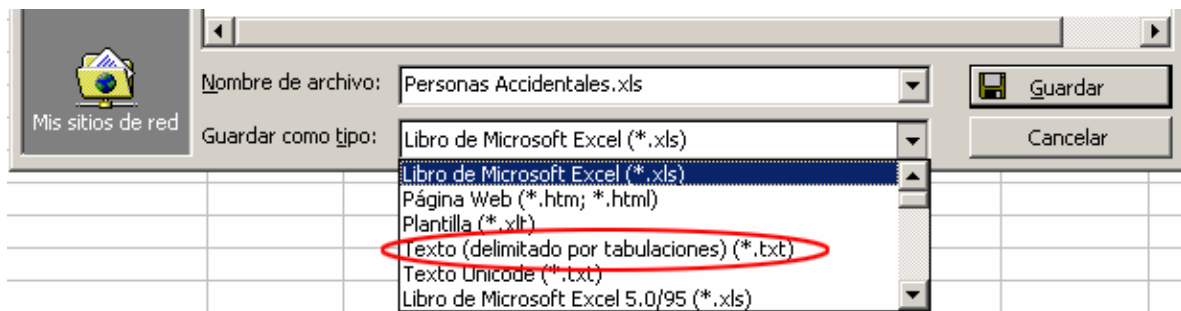 Nombre de archivo: Personas Accidentales.xls Guardar
Mis sitios de red
Guardar como tipo: Libro de Microsoft Excel (*.xls) Cancelar
Libro de Microsoft Excel (*.xls)
Página Web (*.htm; *.html)
Plantilla (*.xlt)
Texto (delimitado por tabulaciones) (*.txt)
Texto Unicode (*.txt)
Libro de Microsoft Excel 5.0/95 (*.xls)